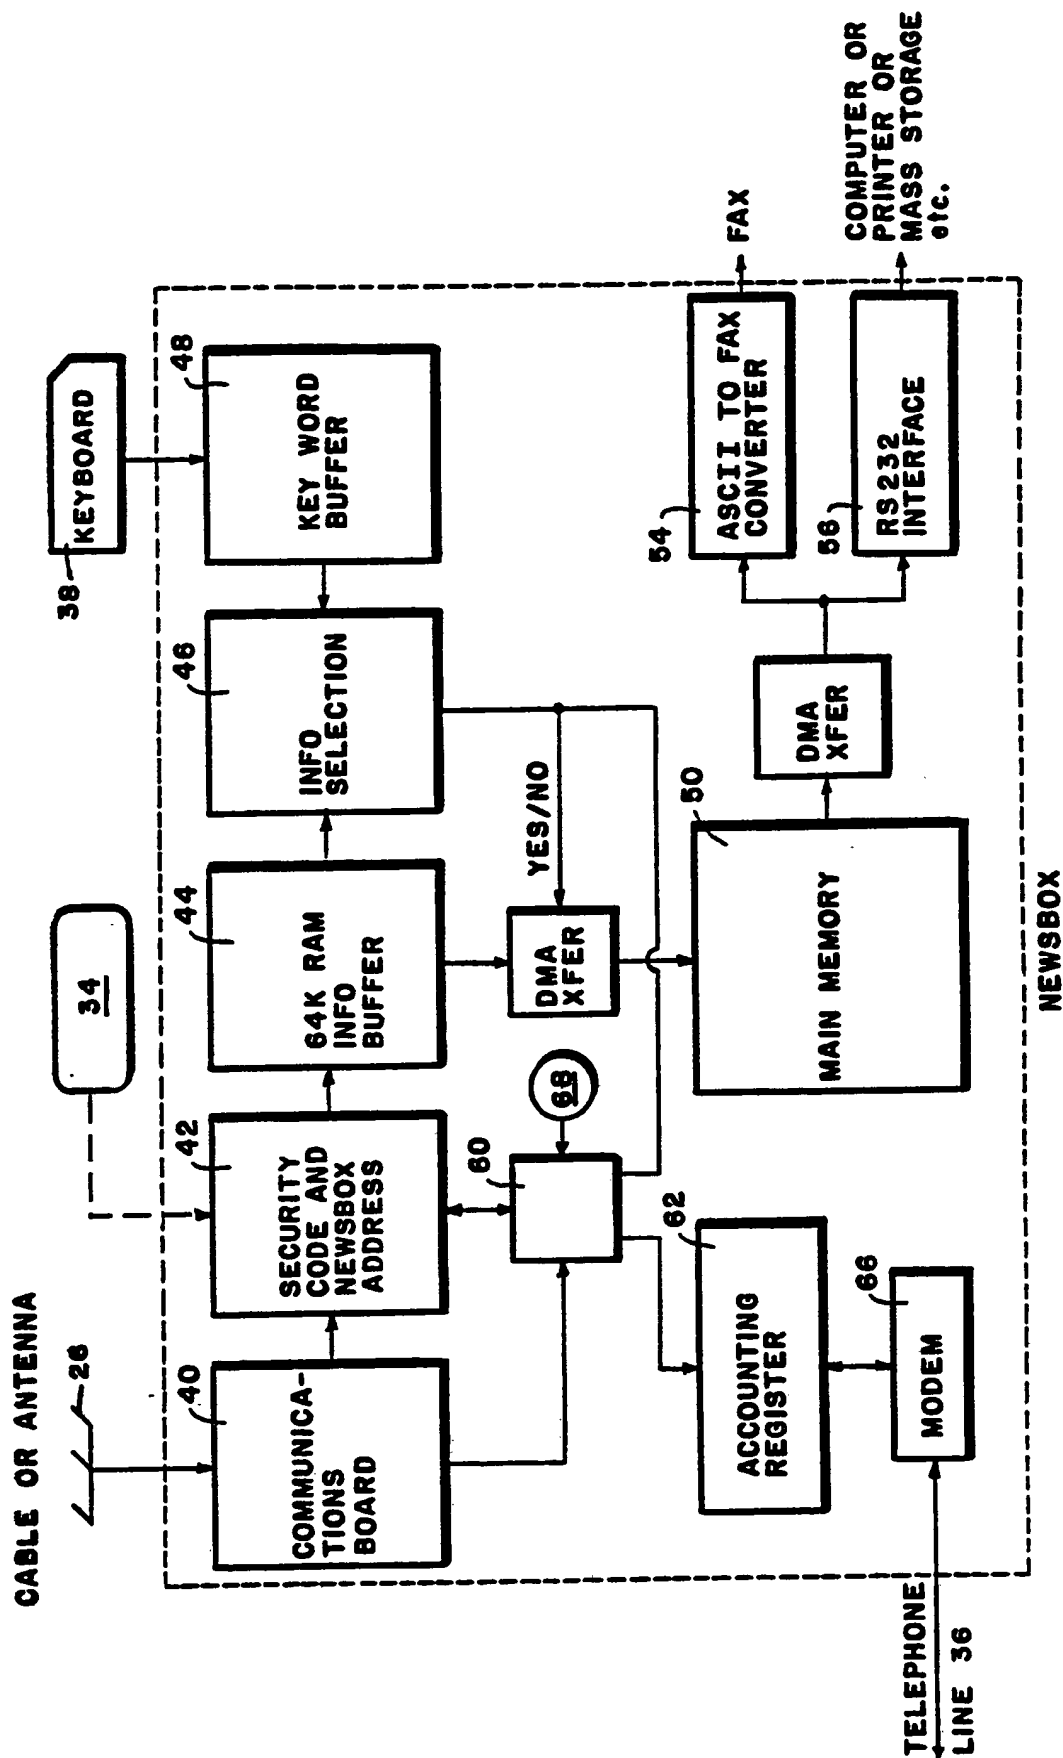 CABLE OR ANTENNA
26
34
38
KEYBOARD
40
COMMUNICA-
TIONS
BOARD
42
SECURITY
CODE AND
NEWSBOX
ADDRESS
44
64K RAM
INFO
BUFFER
46
INFO
SELECTION
48
KEY WORD
BUFFER
60
68
DMA
XFER
YES/NO
62
ACCOUNTING
REGISTER
50
MAIN MEMORY
DMA
XFER
54
ASCII TO FAX
CONVERTER
FAX
56
RS232
INTERFACE
COMPUTER OR
PRINTER OR
MASS STORAGE
etc.
66
MODEM
TELEPHONE
LINE 36
NEWSBOX